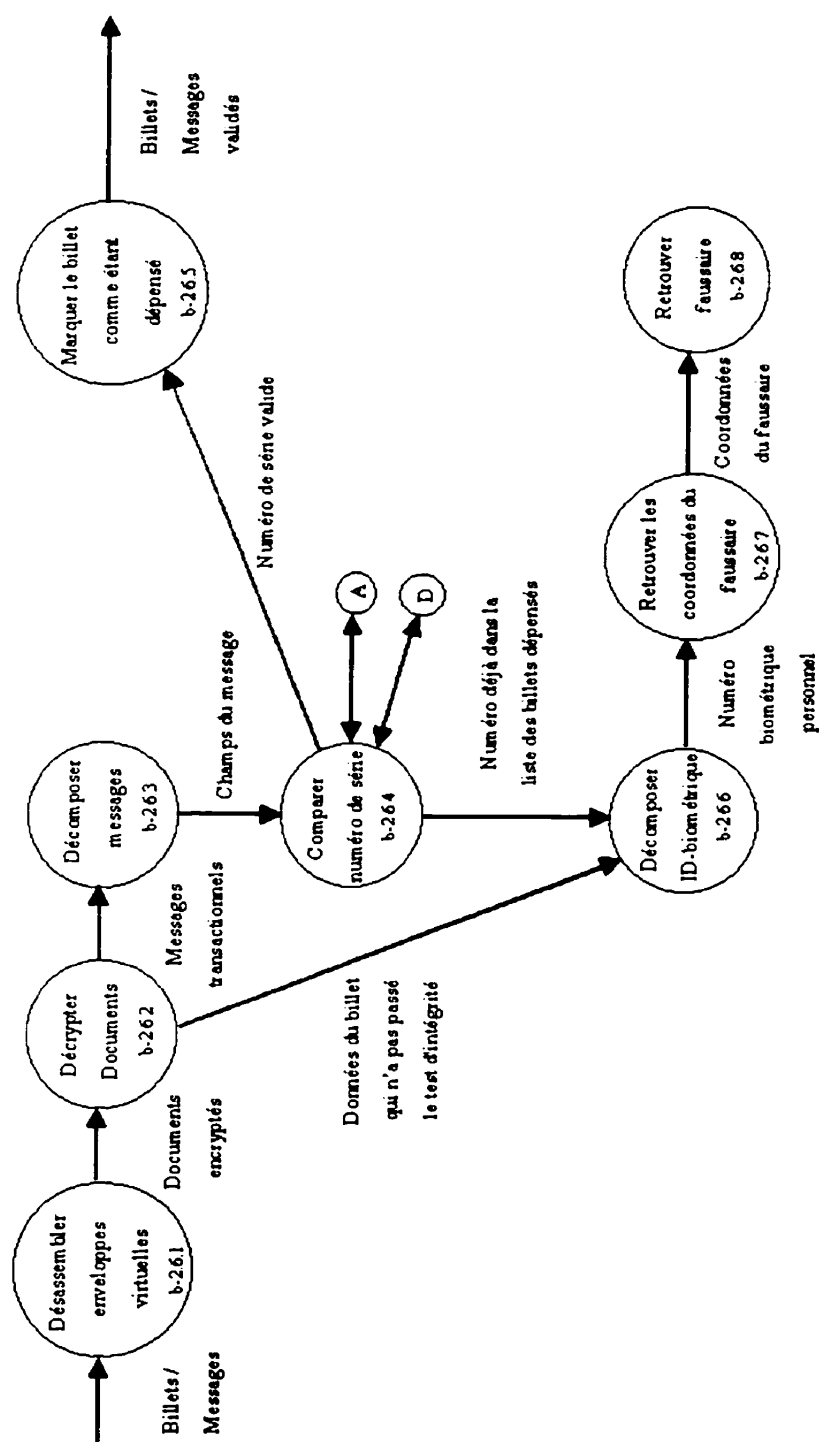 Billets /
Messages
Désassembler
enveloppes
virtuelles
b-261
Documents
encryptés
Décrypter
Documents
b-262
Messages
transactionnels
Décomposer
messages
b-263
Champs du message
Comparer
numéro de série
b-264
A
D
Numéro de série valide
Marquer le billet
comme étant
dépensé
b-265
Billets /
Messages
validés
Données du billet
qui n'a pas passé
le test d'intégrité
Numéro déjà dans la
liste des billets dépensés
Décomposer
ID-biométrique
b-266
Numéro
biométrique
personnel
Retrouver les
coordonnées du
faussaire
b-267
Coordonnées
du faussaire
Retrouver
faussaire
b-268